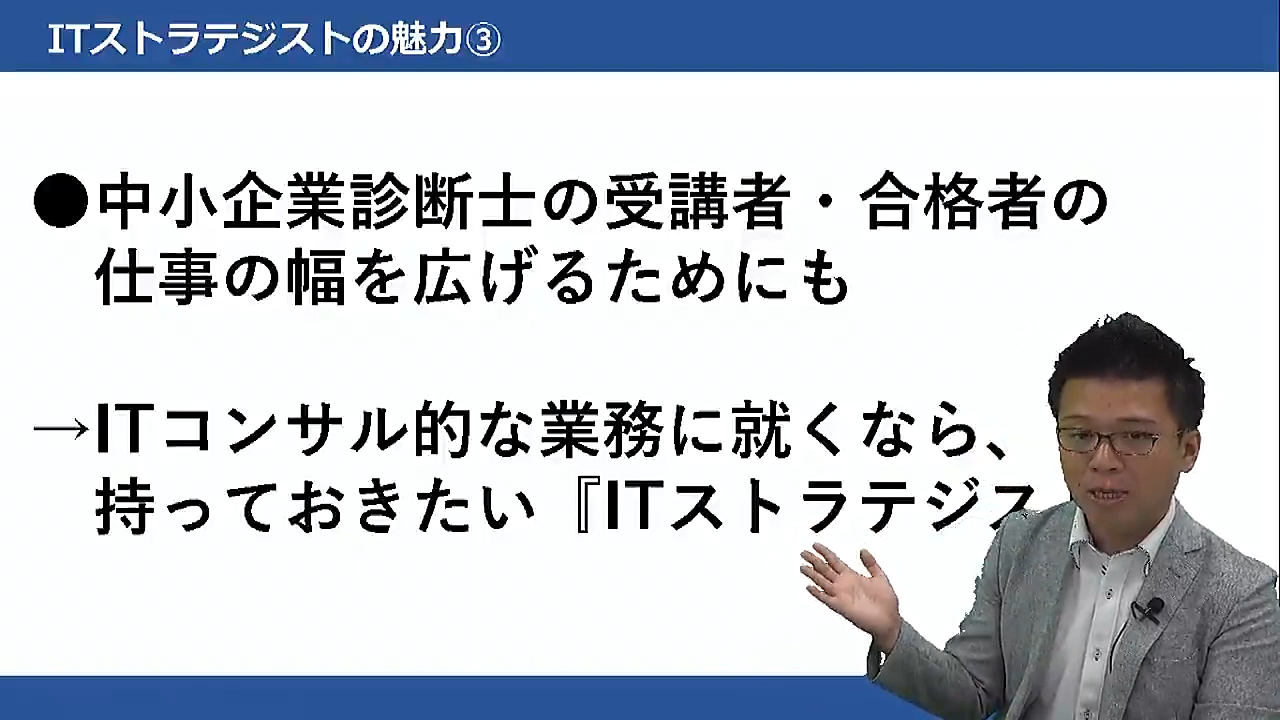 ITストラテジストの魅力③
●中小企業診断士の受講者・合格者の
仕事の幅を広げるためにも
→ITコンサル的な業務に就くなら、
持っておきたい『ITストラテジス